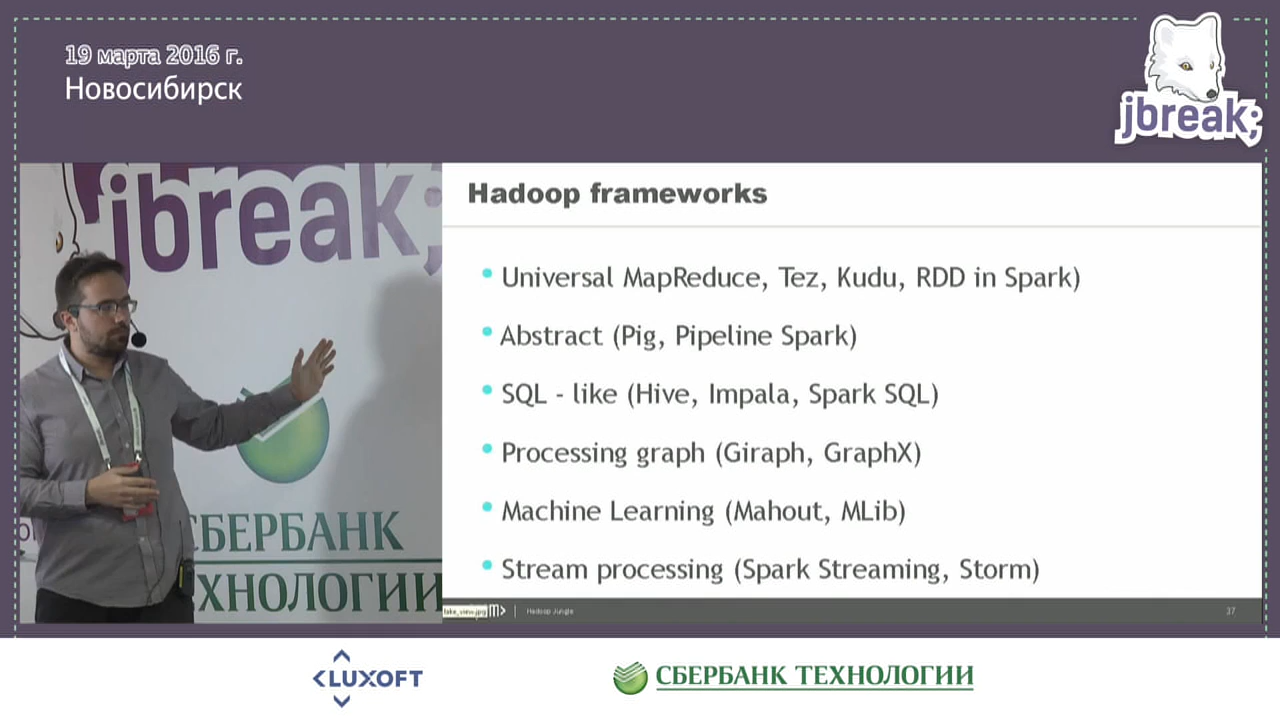 19 марта 2016 г.
Новосибирск
jbreak;
jbreak;
СБЕРБАНК
ТЕХНОЛОГИИ
Hadoop frameworks
Universal MapReduce, Tez, Kudu, RDD in Spark)
Abstract (Pig, Pipeline Spark)
SQL - like (Hive, Impala, Spark SQL)
Processing graph (Giraph, GraphX)
Machine Learning (Mahout, MLib)
Stream processing (Spark Streaming, Storm)
fake_view.jpg
Hadoop Jungle
37
LUXOFT
СБЕРБАНК ТЕХНОЛОГИИ